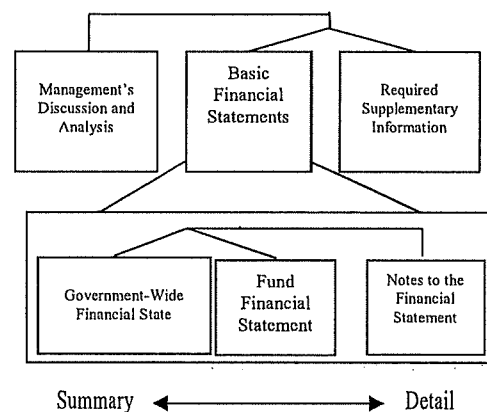 Management's
Discussion and
Analysis
Basic
Financial
Statements
Required
Supplementary
Information
Government-Wide
Financial State
Fund
Financial
Statement
Notes to the
Financial
Statement
Summary
Detail